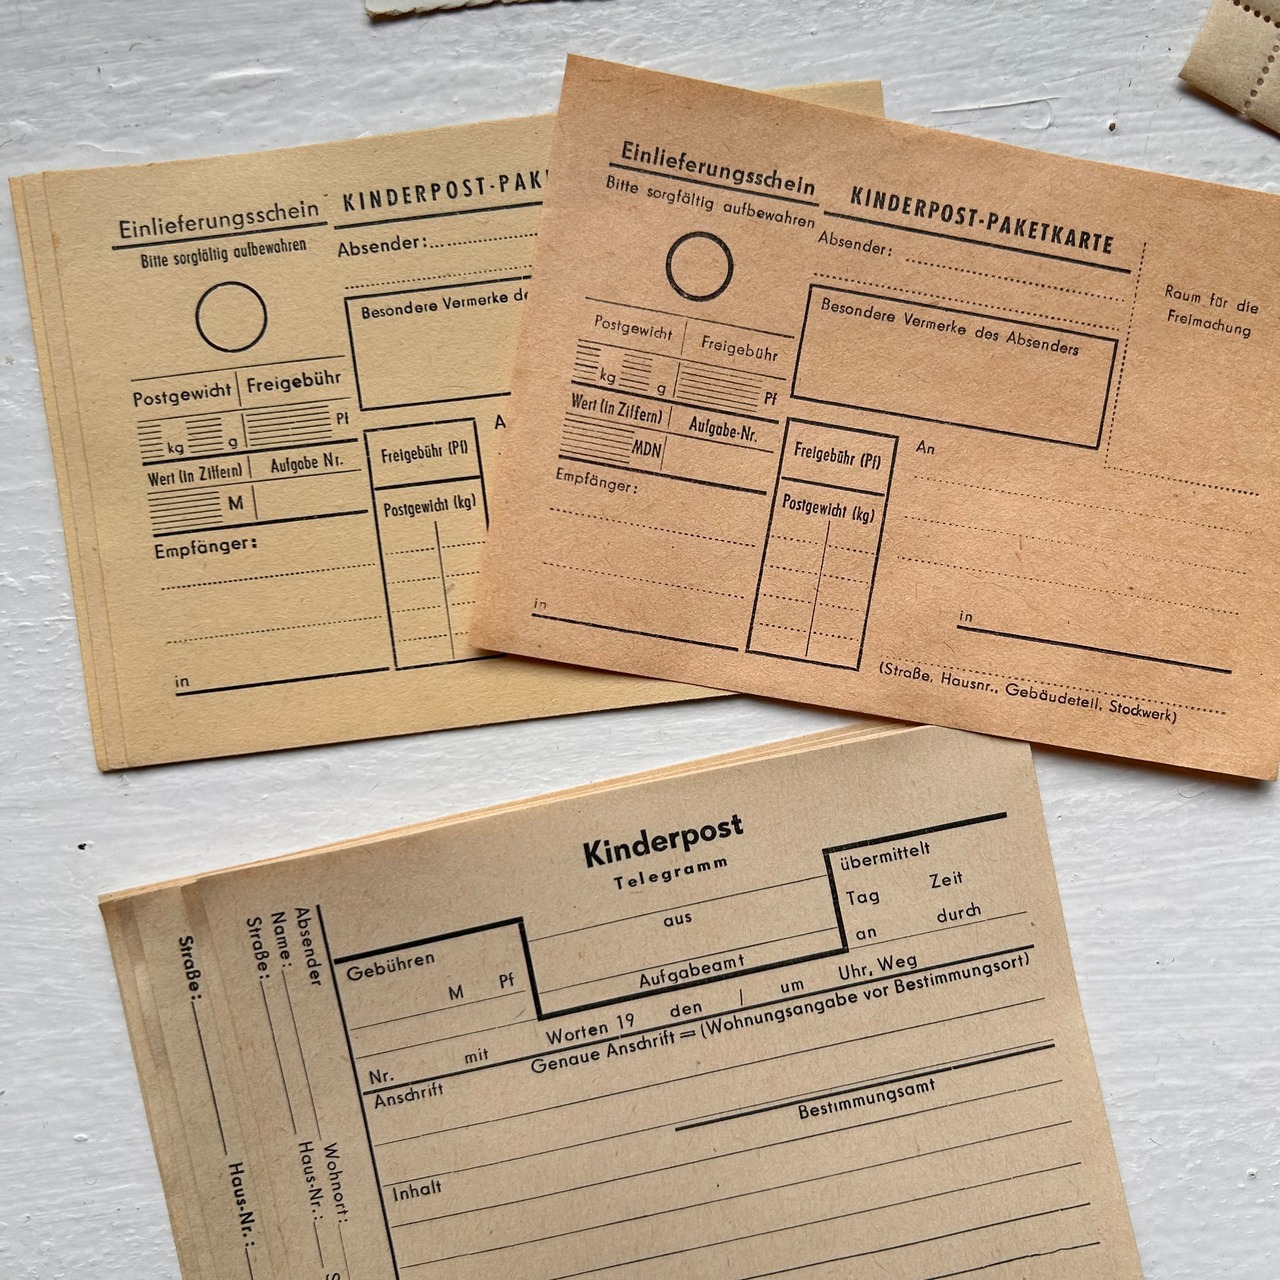 Einlieferungsschein
Bitte sorgfältig aufbewahren
KINDERPOST-PAK
Absender:
Besondere Vermerke de
Postgewicht
Freigebühr
kg
g
Pf
Wert (in Ziffern)
Aufgabe Nr.
M
Empfänger:
in
Freigebühr (Pf)
Postgewicht (kg)
A
Einlieferungsschein
Bitte sorgfältig aufbewahren
KINDERPOST-PAKETKARTE
Absender:
Raum für die
Freimachung
Besondere Vermerke des Absenders
Postgewicht
Freigebühr
kg
g
Pf
Wert (in Ziffern)
Aufgabe-Nr.
MDN
Empfänger:
in
Freigebühr (Pf)
Postgewicht (kg)
An
in
(Straße, Hausnr., Gebäudeteil, Stockwerk)
Kinderpost
Telegramm
aus
Aufgabeamt
übermittelt
Tag Zeit
an durch
Gebühren
M Pf
Nr. mit Worten 19 den / um Uhr, Weg
Anschrift
Genaue Anschrift = (Wohnungsangabe vor Bestimmungsort)
Bestimmungsamt
Inhalt
Absender
Name: Wohnort:
Straße: Haus-Nr.: S
Straße: Haus-Nr.: